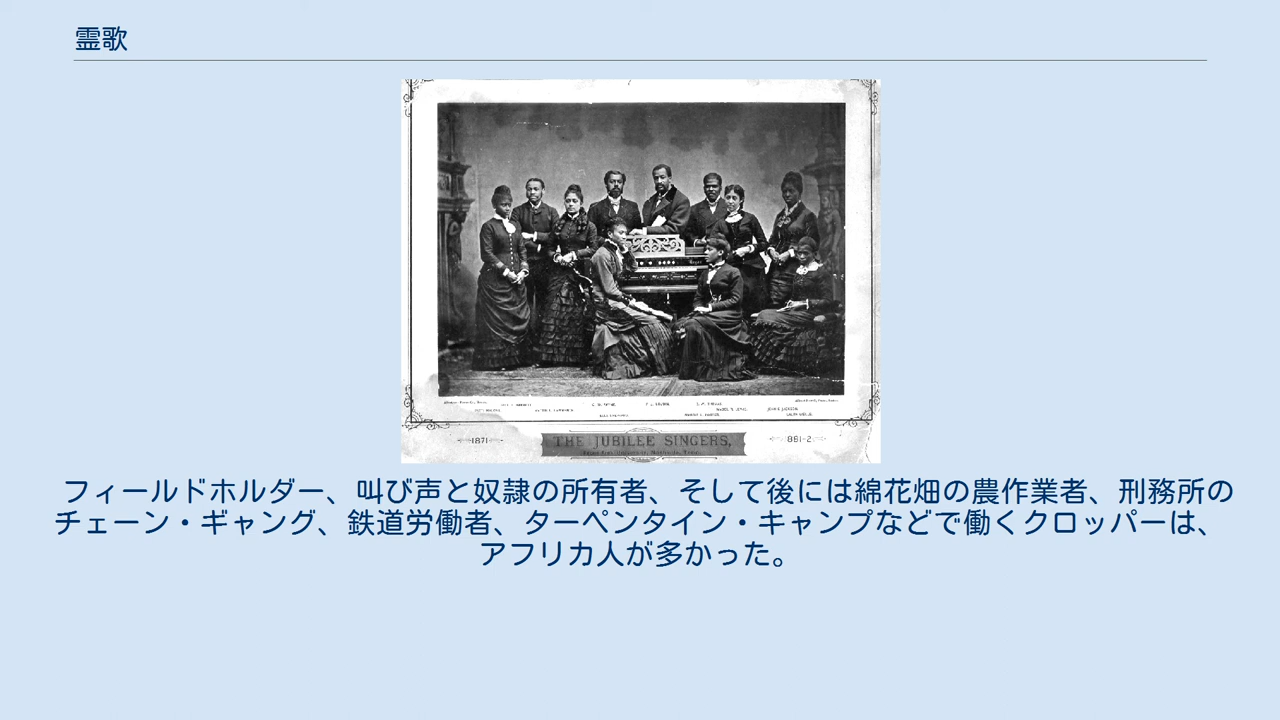 霊歌
1871
THE JUBILEE SINGERS,
881-2
フィールドホルダー、叫び声と奴隷の所有者、そして後には綿花畑の農作業者、刑務所の
チェーン・ギャング、鉄道労働者、ターペンタイン・キャンプなどで働くクロッパーは、
アフリカ人が多かった。